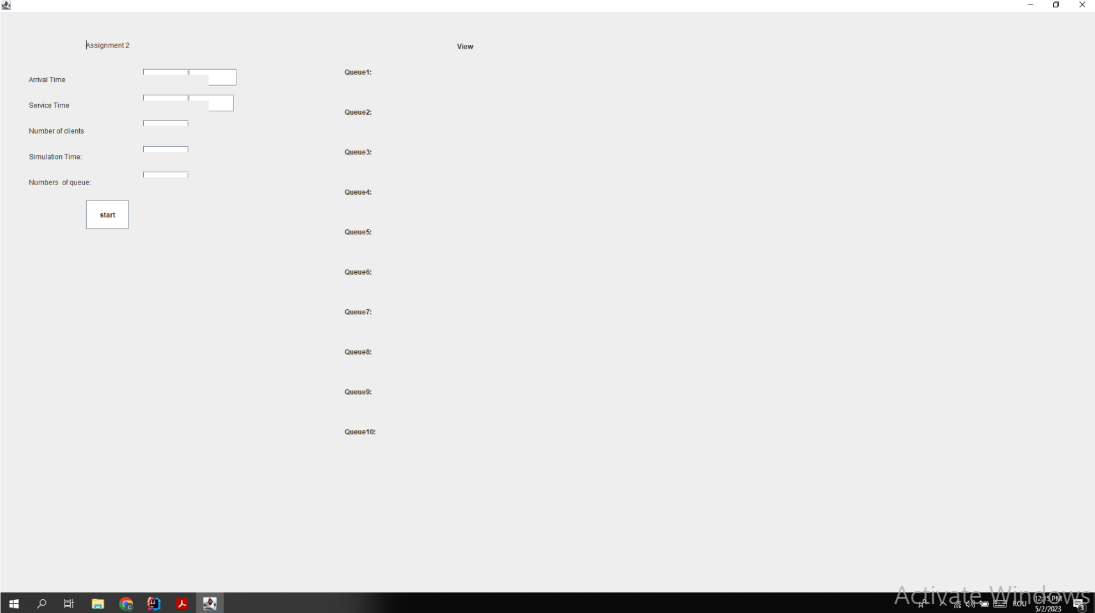 Assignment 2
Arrival Time
Service Time
Number of clients
Simulation Time:
Numbers of queue:
start
View
Queue1:
Queue2:
Queue3:
Queue4:
Queue5:
Queue6:
Queue7:
Queue8:
Queue9:
Queue10:
Activate Windows
ROU
12:15 PM
5/2/2023